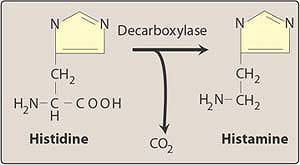 N N Decarboxylase N N
CH2 CH2
H2N–C–COOH H2N–CH2
H
Histidine CO2 Histamine